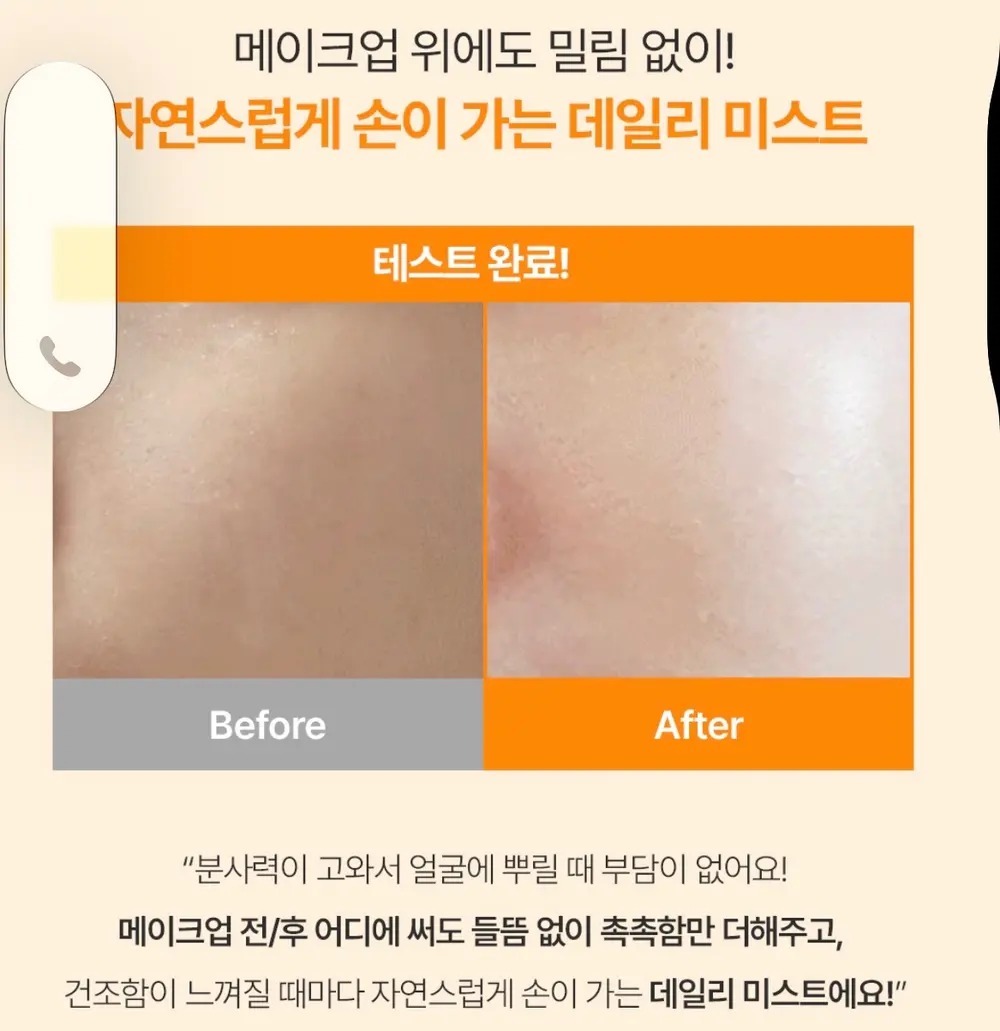 메이크업 위에도 밀림 없이!
자연스럽게 손이 가는 데일리 미스트
테스트 완료!
Before
After
“분사력이 고와서 얼굴에 뿌릴 때 부담이 없어요!
메이크업 전/후 어디에 써도 들뜸 없이 촉촉함만 더해주고,
건조함이 느껴질 때마다 자연스럽게 손이 가는 데일리 미스트에요!”